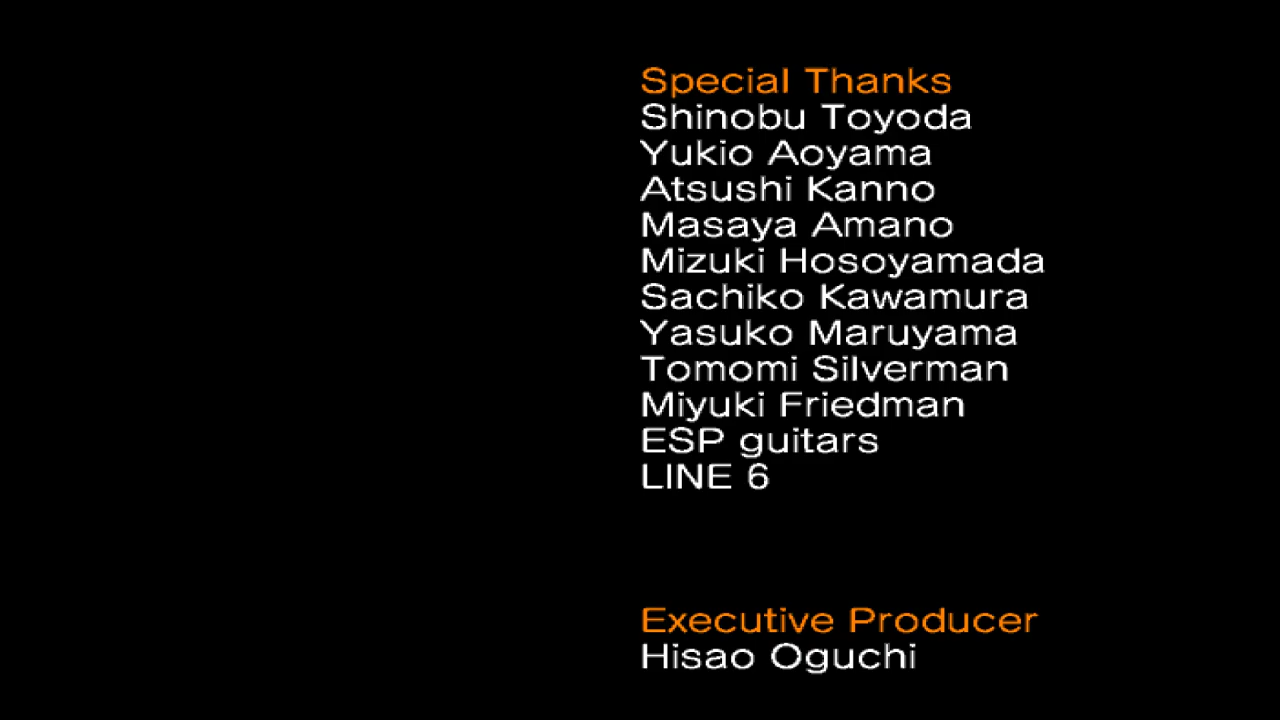 Special Thanks
Shinobu Toyoda
Yukio Aoyama
Atsushi Kanno
Masaya Amano
Mizuki Hosoyamada
Sachiko Kawamura
Yasuko Maruyama
Tomomi Silverman
Miyuki Friedman
ESP guitars
LINE 6
Executive Producer
Hisao Oguchi